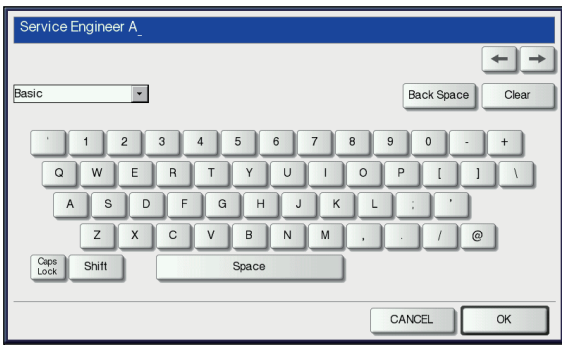 Service Engineer A_
← →
Basic Back Space Clear
` 1 2 3 4 5 6 7 8 9 0 - +
Q W E R T Y U I O P [ ] \
A S D F G H J K L ; '
Z X C V B N M , . / @
Caps Lock Shift Space
CANCEL OK